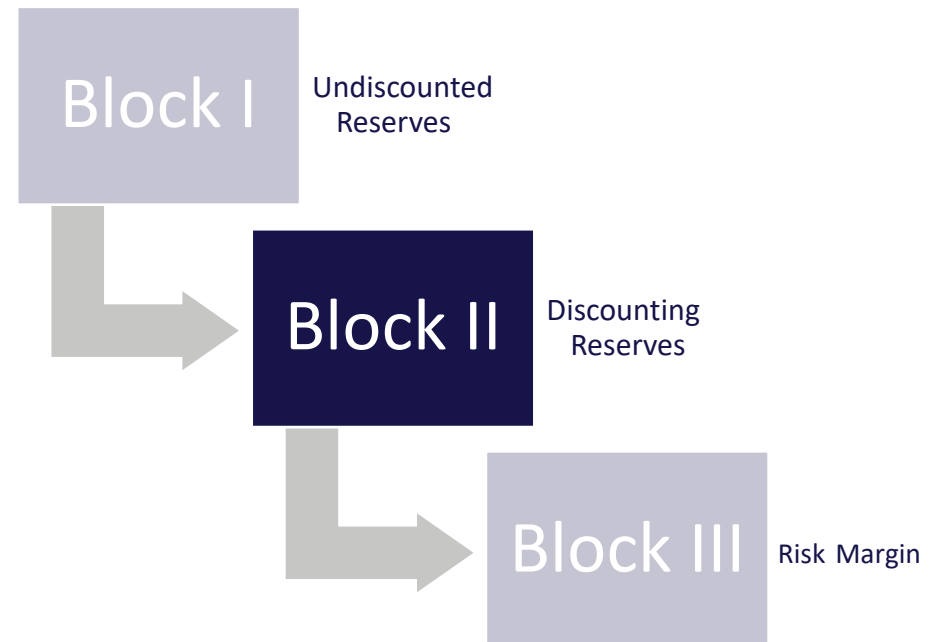 Block I
Undiscounted
Reserves
Block II
Discounting
Reserves
Block III
Risk Margin